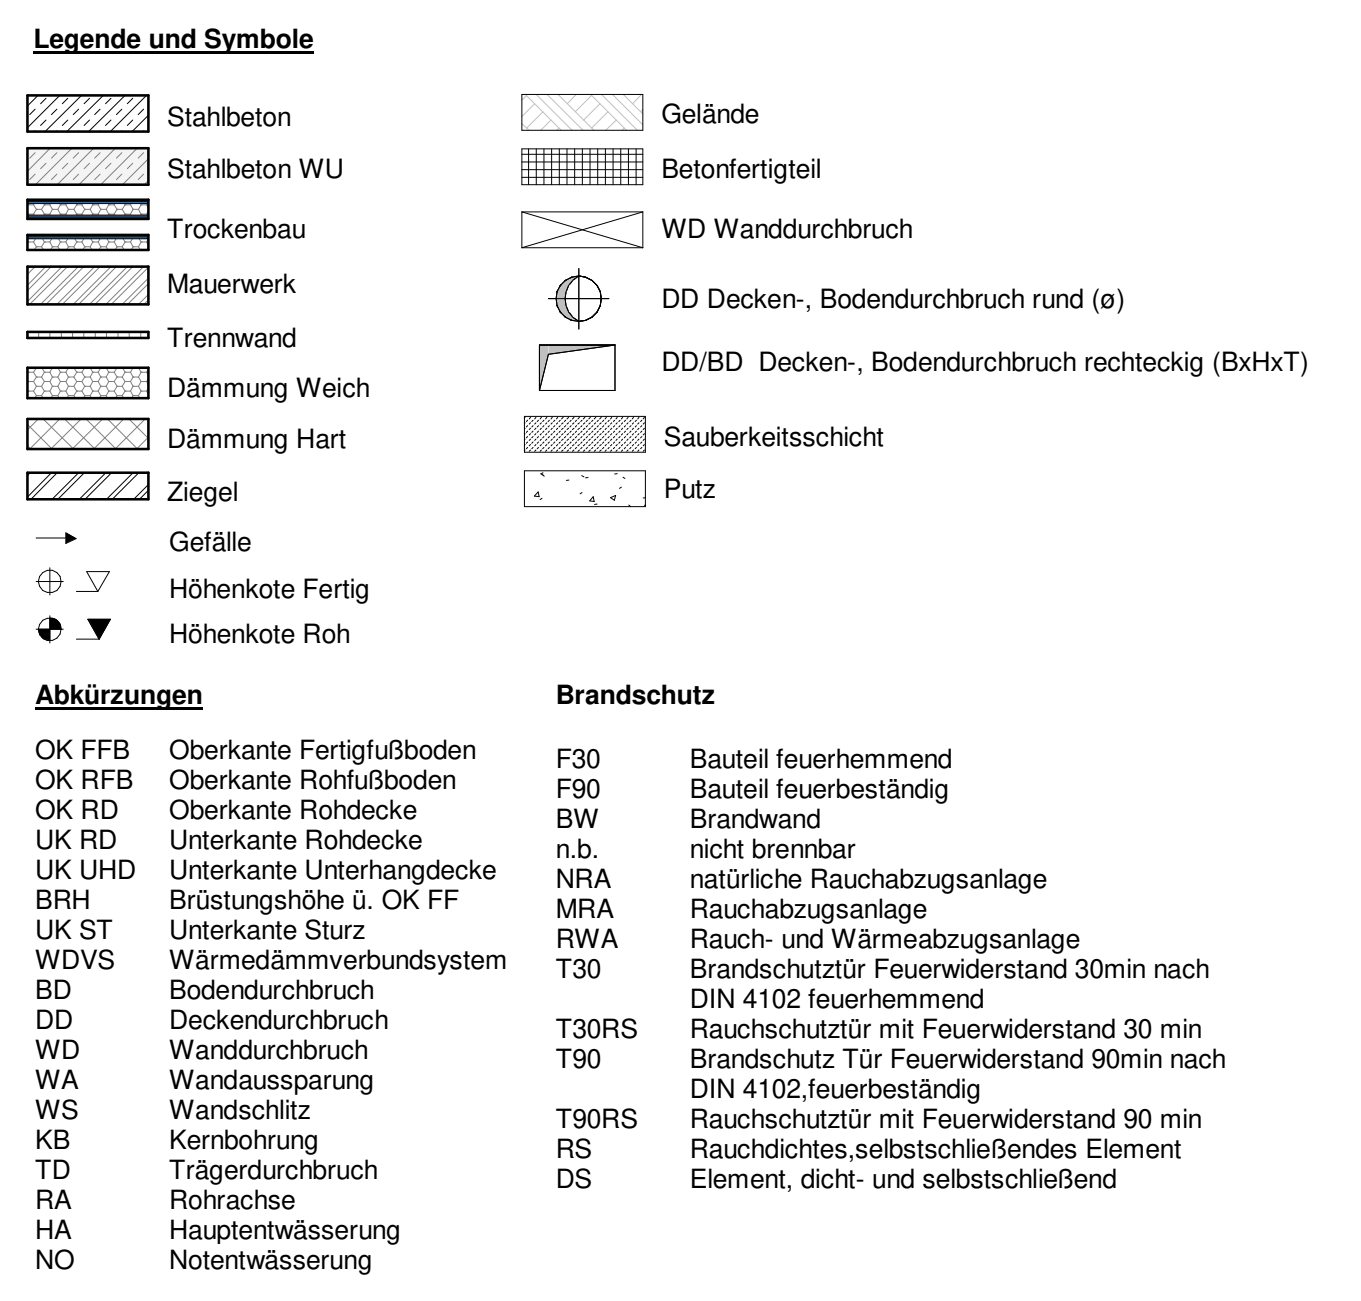 Legende und Symbole
Stahlbeton
Stahlbeton WU
Trockenbau
Mauerwerk
Trennwand
Dämmung Weich
Dämmung Hart
Ziegel
Gefälle
Höhenkote Fertig
Höhenkote Roh
Gelände
Betonfertigteil
WD Wanddurchbruch
DD Decken-, Bodendurchbruch rund (ø)
DD/BD Decken-, Bodendurchbruch rechteckig (BxHxT)
Sauberkeitsschicht
Putz
Abkürzungen
OK FFB Oberkante Fertigfußboden
OK RFB Oberkante Rohfußboden
OK RD Oberkante Rohdecke
UK RD Unterkante Rohdecke
UK UHD Unterkante Unterhangdecke
BRH Brüstungshöhe ü. OK FF
UK ST Unterkante Sturz
WDVS Wärmedämmverbundsystem
BD Bodendurchbruch
DD Deckendurchbruch
WD Wanddurchbruch
WA Wandaussparung
WS Wandschlitz
KB Kernbohrung
TD Trägerdurchbruch
RA Rohrachse
HA Hauptentwässerung
NO Notentwässerung
Brandschutz
F30 Bauteil feuerhemmend
F90 Bauteil feuerbeständig
BW Brandwand
n.b. nicht brennbar
NRA natürliche Rauchabzugsanlage
MRA Rauchabzugsanlage
RWA Rauch- und Wärmeabzugsanlage
T30 Brandschutztür Feuerwiderstand 30min nach
DIN 4102 feuerhemmend
T30RS Rauchschutztür mit Feuerwiderstand 30 min
T90 Brandschutz Tür Feuerwiderstand 90min nach
DIN 4102,feuerbeständig
T90RS Rauchschutztür mit Feuerwiderstand 90 min
RS Rauchdichtes,selbstschließendes Element
DS Element, dicht- und selbstschließend